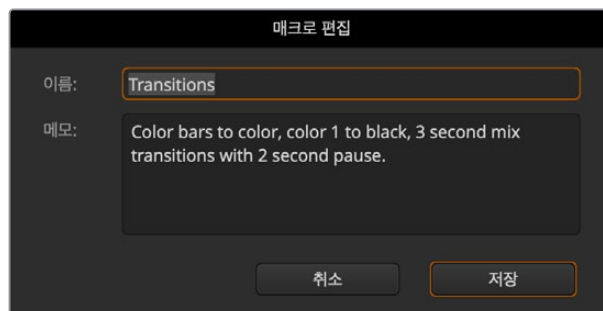 매크로 편집
이름: Transitions
메모: Color bars to color, color 1 to black, 3 second mix
transitions with 2 second pause.
취소 저장